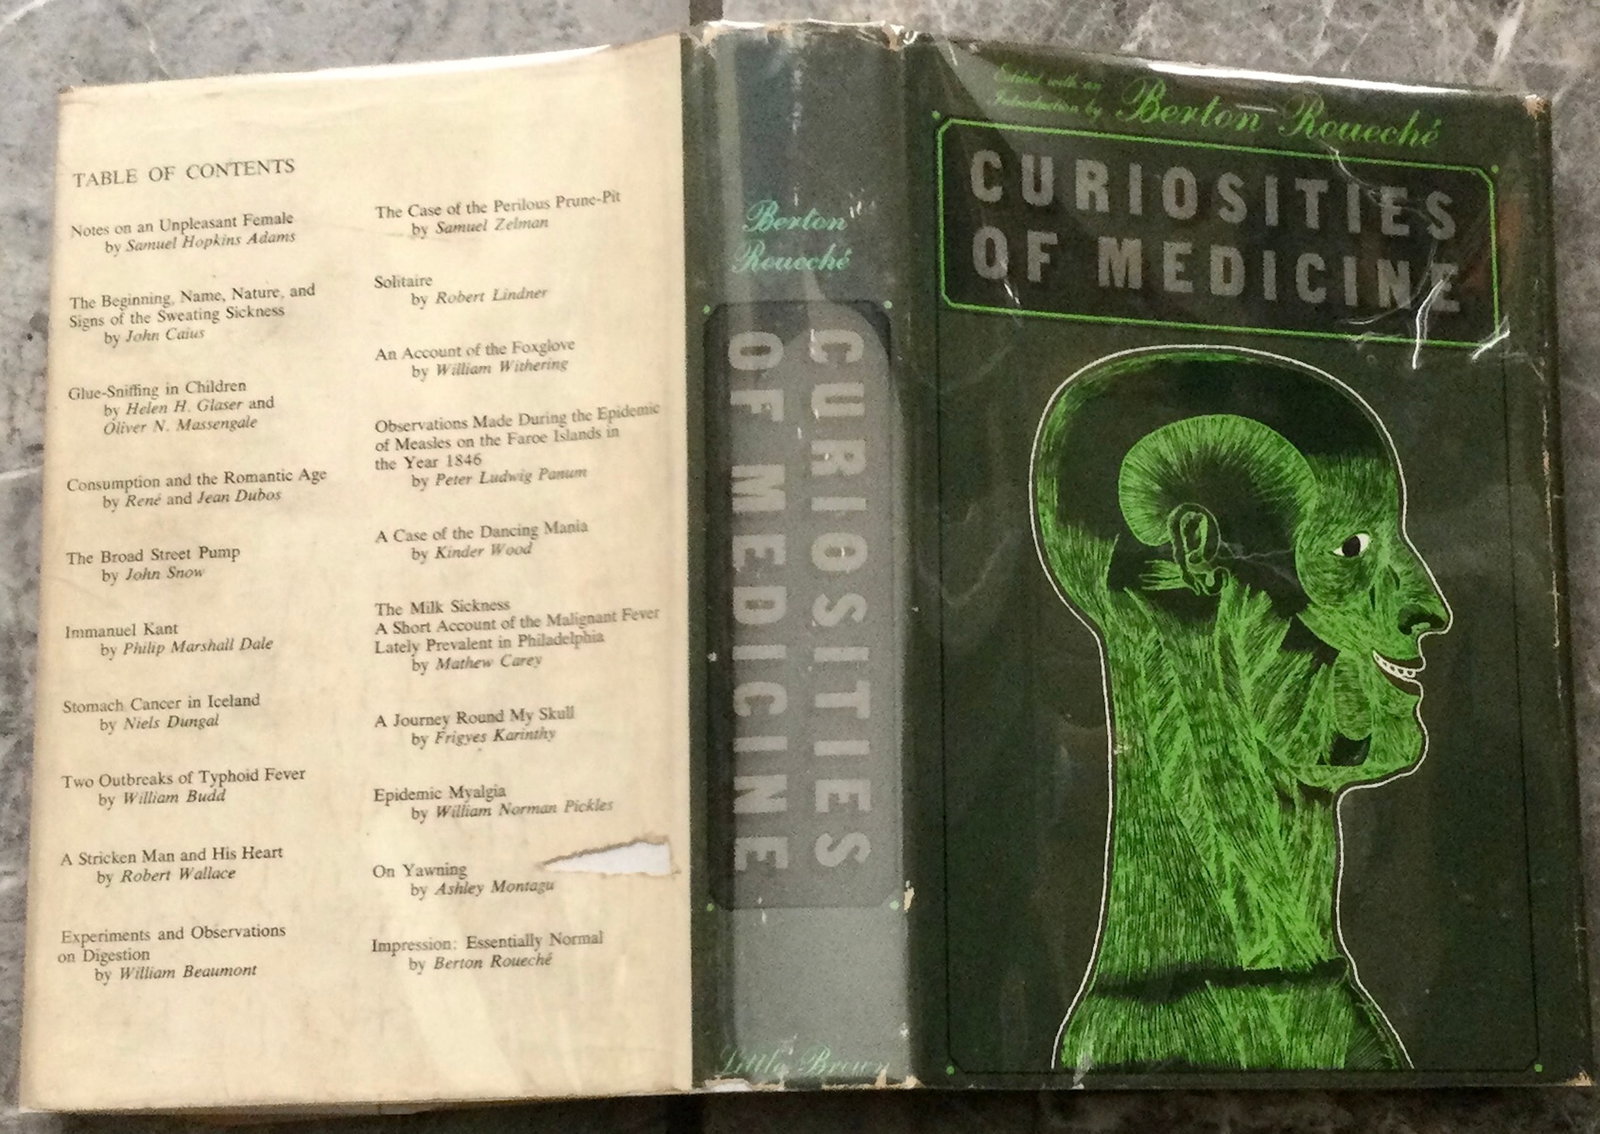 TABLE OF CONTENTS
Notes on an Unpleasant Female
by Samuel Hopkins Adams
The Beginning, Name, Nature, and
Signs of the Sweating Sickness
by John Caius
Glue-Sniffing in Children
by Helen H. Glaser and
Oliver N. Massengale
Consumption and the Romantic Age
by René and Jean Dubos
The Broad Street Pump
by John Snow
Immanuel Kant
by Philip Marshall Dale
Stomach Cancer in Iceland
by Niels Dungal
Two Outbreaks of Typhoid Fever
by William Budd
A Stricken Man and His Heart
by Robert Wallace
Experiments and Observations
on Digestion
by William Beaumont
The Case of the Perilous Prune-Pit
by Samuel Zelman
Solitaire
by Robert Lindner
An Account of the Foxglove
by William Withering
Observations Made During the Epidemic
of Measles on the Faroe Islands in
the Year 1846
by Peter Ludwig Panum
A Case of the Dancing Mania
by Kinder Wood
The Milk Sickness
A Short Account of the Malignant Fever
Lately Prevalent in Philadelphia
by Mathew Carey
A Journey Round My Skull
by Frigyes Karinthy
Epidemic Myalgia
by William Norman Pickles
On Yawning
by Ashley Montagu
Impression: Essentially Normal
by Berton Roueché
Berton
Roueché
CURIOSITIES
OF MEDICINE
Little Brown
Edited with an
Introduction by Berton Roueché
CURIOSITIES
OF MEDICINE